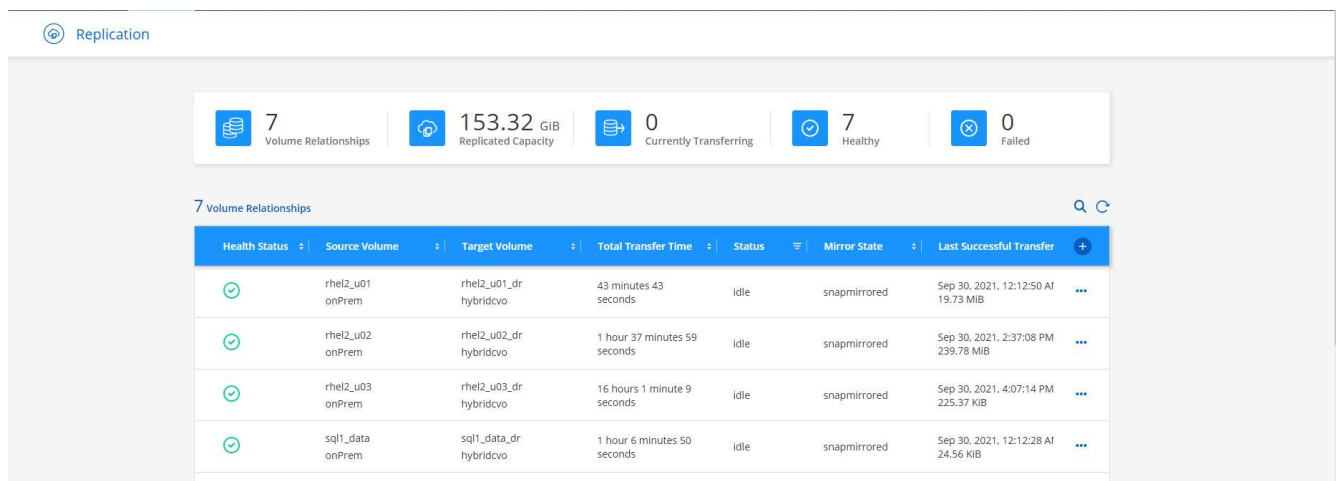 Replication
7
Volume Relationships
153.32 GiB
Replicated Capacity
0
Currently Transferring
7
Healthy
0
Failed
7 Volume Relationships
Health Status Source Volume Target Volume Total Transfer Time Status Mirror State Last Successful Transfer
rhel2_u01 rhel2_u01_dr 43 minutes 43 Sep 30, 2021, 12:12:50 AM
onPrem hybridcvo seconds idle snapmirrored 19.73 MiB
rhel2_u02 rhel2_u02_dr 1 hour 37 minutes 59 Sep 30, 2021, 2:37:08 PM
onPrem hybridcvo seconds idle snapmirrored 239.78 MiB
rhel2_u03 rhel2_u03_dr 16 hours 1 minute 9 Sep 30, 2021, 4:07:14 PM
onPrem hybridcvo seconds idle snapmirrored 225.37 KiB
sql1_data sql1_data_dr 1 hour 6 minutes 50 Sep 30, 2021, 12:12:28 AM
onPrem hybridcvo seconds idle snapmirrored 24.56 KiB